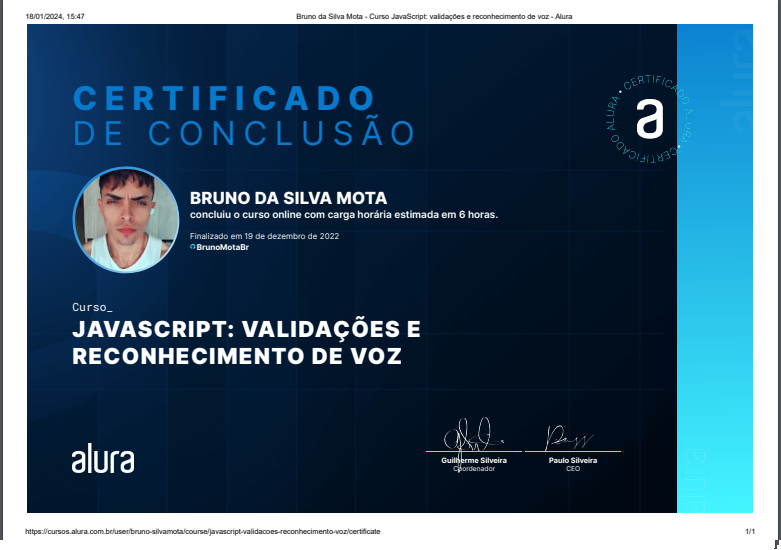 18/01/2024, 15:47
Bruno da Silva Mota - Curso JavaScript: validações e reconhecimento de voz - Alura
CERTIFICADO
DE CONCLUSÃO
CERTIFICADO ALURA • CERTIFICADO ALURA •
a
alura
BRUNO DA SILVA MOTA
concluiu o curso online com carga horária estimada em 6 horas.
Finalizado em 19 de dezembro de 2022
BrunoMotaBr
Curso_
JAVASCRIPT: VALIDAÇÕES E
RECONHECIMENTO DE VOZ
alura
Guilherme Silveira
Coordenador
Paulo Silveira
CEO
alura
https://cursos.alura.com.br/user/bruno-silvamota/course/javascript-validacoes-reconhecimento-voz/certificate
1/1